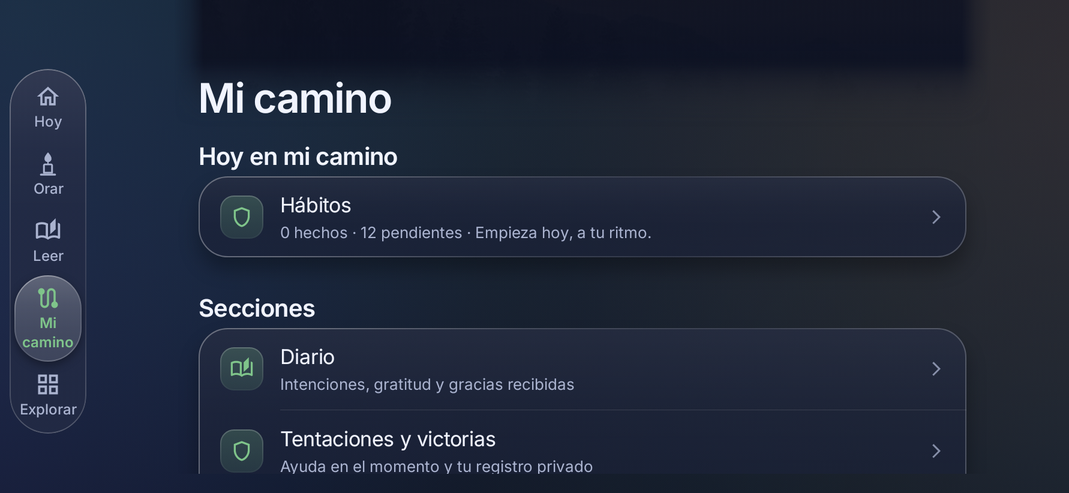 Mi camino
Hoy en mi camino
Hábitos
0 hechos · 12 pendientes · Empieza hoy, a tu ritmo.
Secciones
Diario
Intenciones, gratitud y gracias recibidas
Tentaciones y victorias
Ayuda en el momento y tu registro privado
Hoy
Orar
Leer
Mi
camino
Explorar